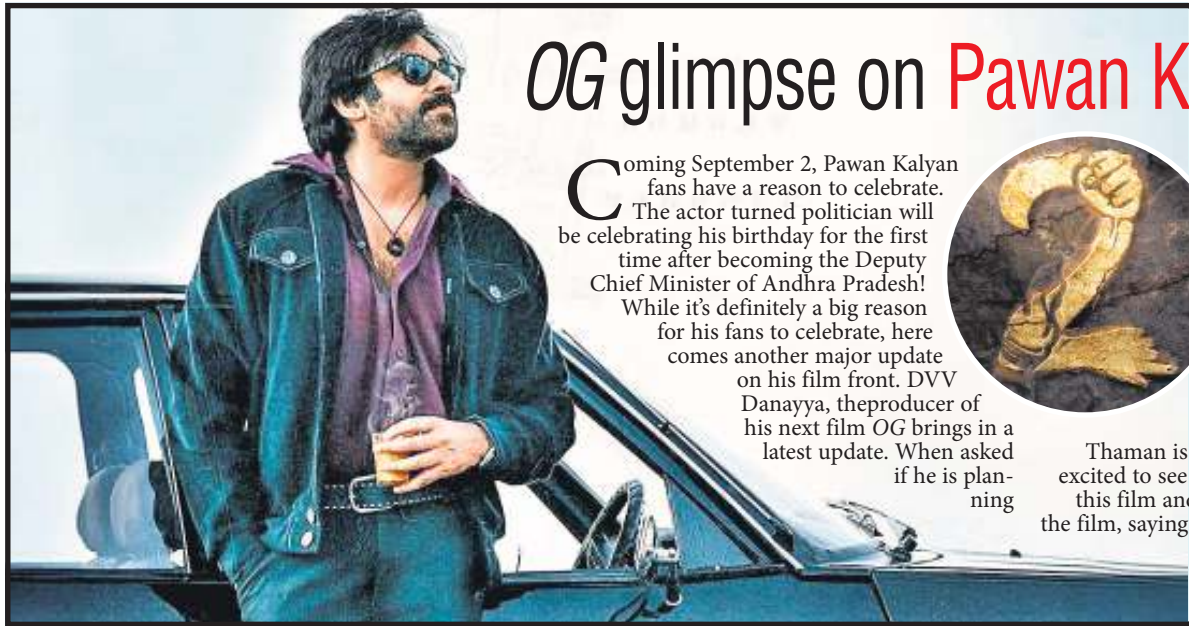 OG glimpse on Pawan K
Coming September 2, Pawan Kalyan
fans have a reason to celebrate.
The actor turned politician will
be celebrating his birthday for the first
time after becoming the Deputy
Chief Minister of Andhra Pradesh!
While it’s definitely a big reason
for his fans to celebrate, here
comes another major update
on his film front. DVV
Danayya, theproducer of
his next film OG brings in a
latest update. When asked
if he is plan-
ning
2
Thaman is
excited to see
this film and
the film, saying